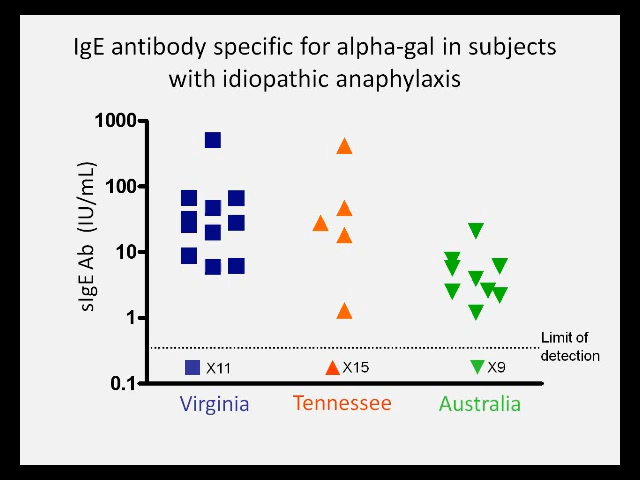 IgE antibody specific for alpha-gal in subjects
with idiopathic anaphylaxis
sIgE Ab (IU/mL)
1000
100
10
1
0.1
Limit of
detection
X11
X15
X9
Virginia
Tennessee
Australia